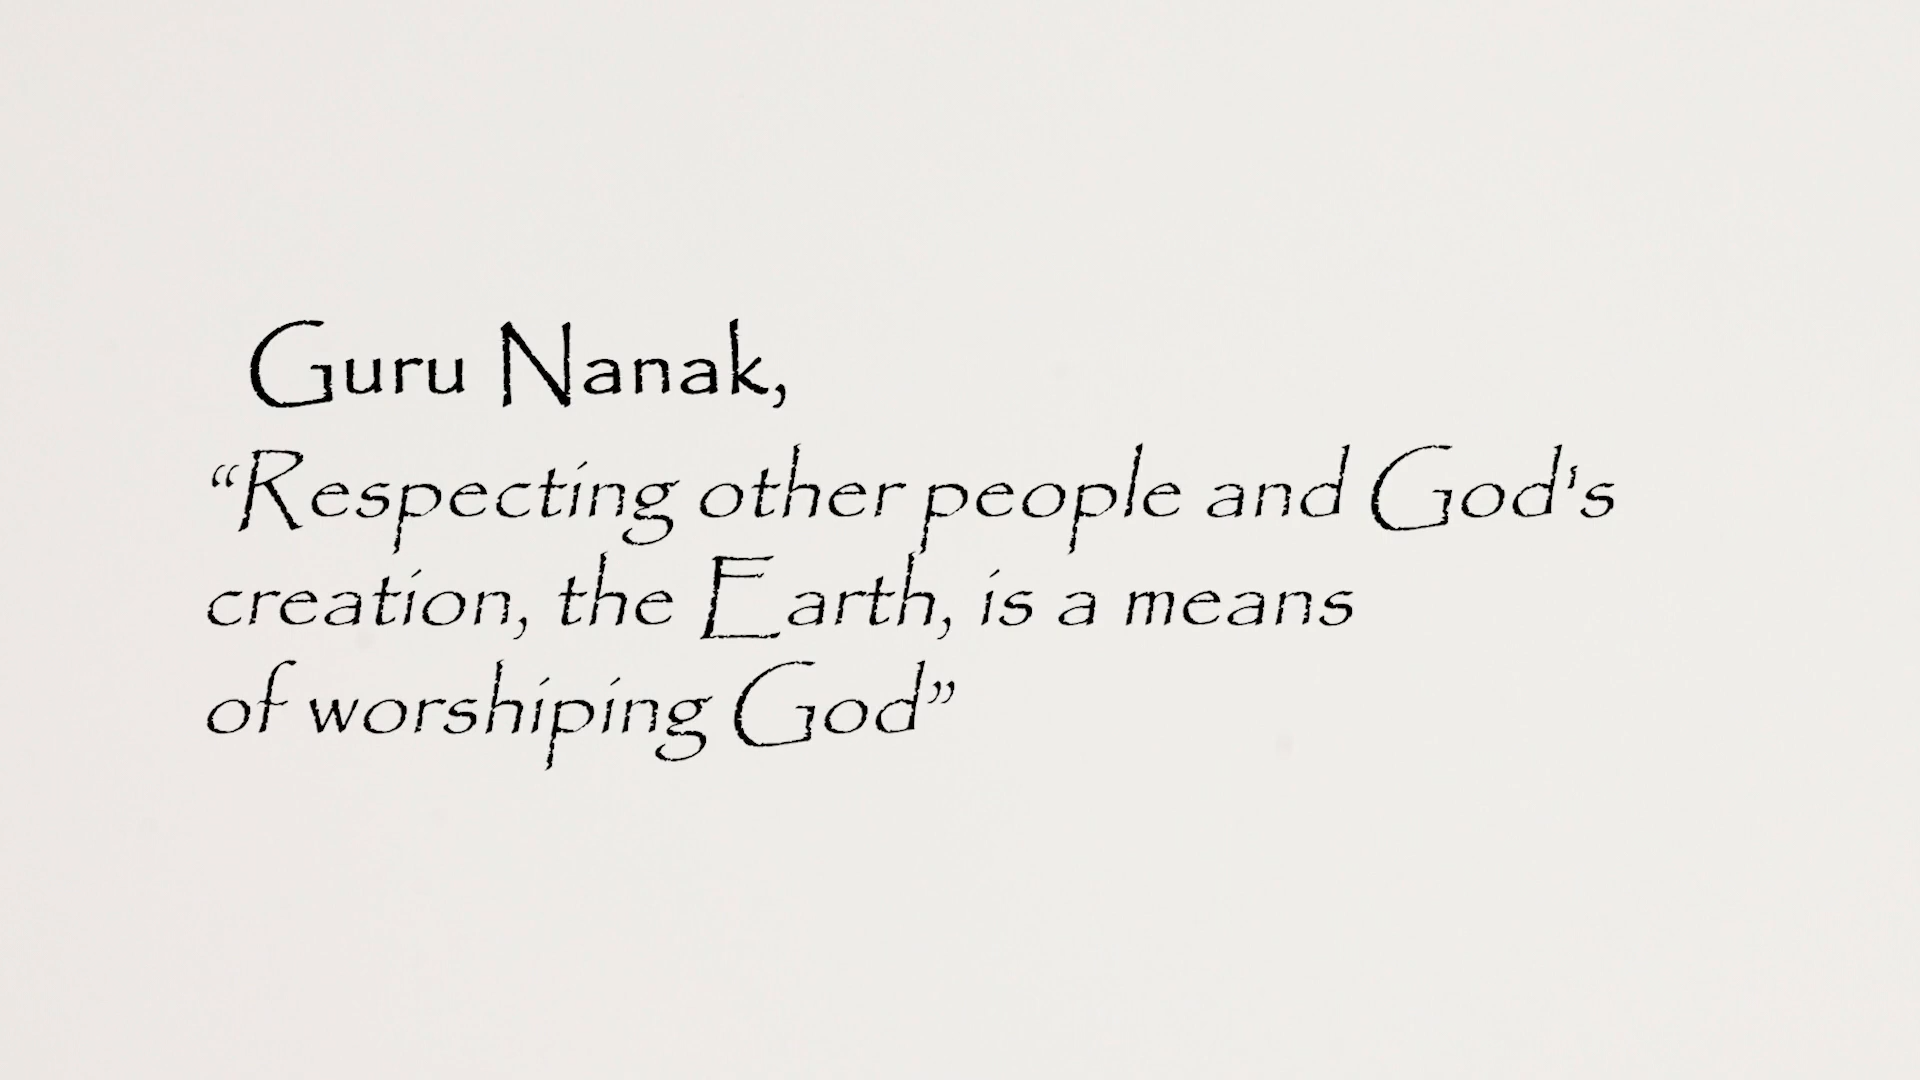 Guru Nanak,
“Respecting other people and God's
creation, the Earth, is a means
of worshiping God”